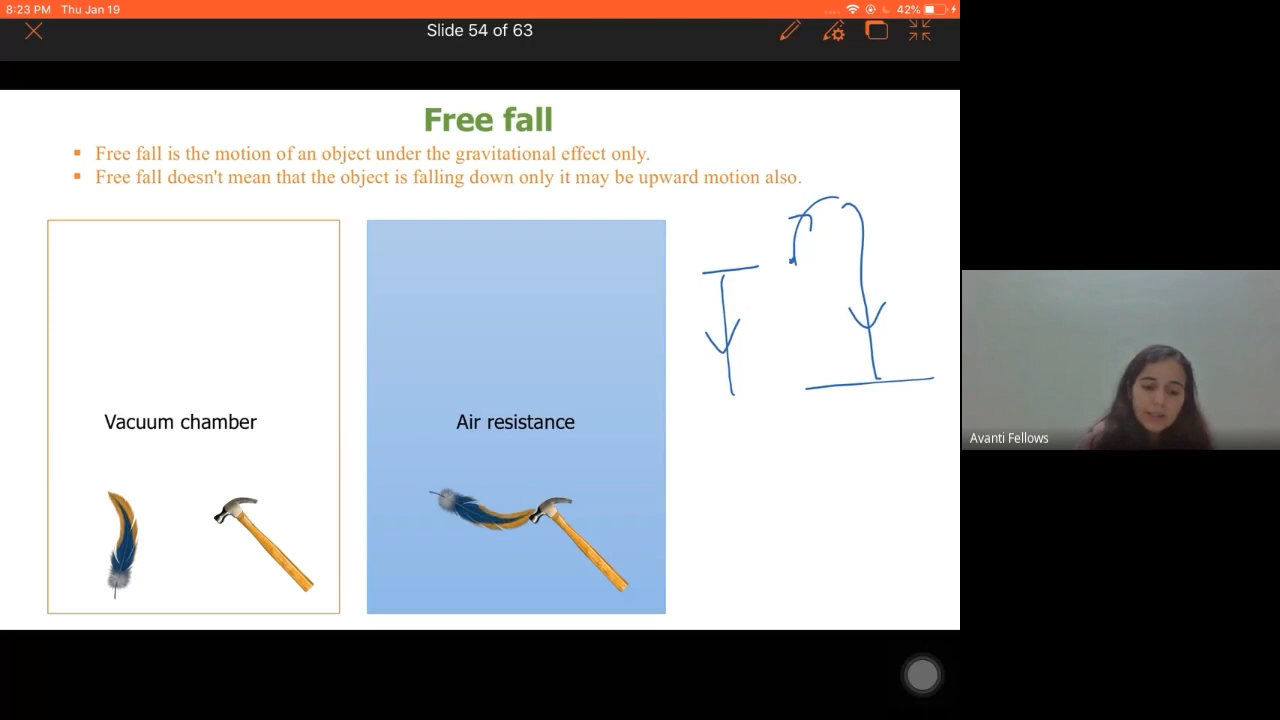 8:23 PM Thu Jan 19
42%
Slide 54 of 63
Free fall
▪ Free fall is the motion of an object under the gravitational effect only.
▪ Free fall doesn't mean that the object is falling down only it may be upward motion also.
Vacuum chamber
Air resistance
Avanti Fellows